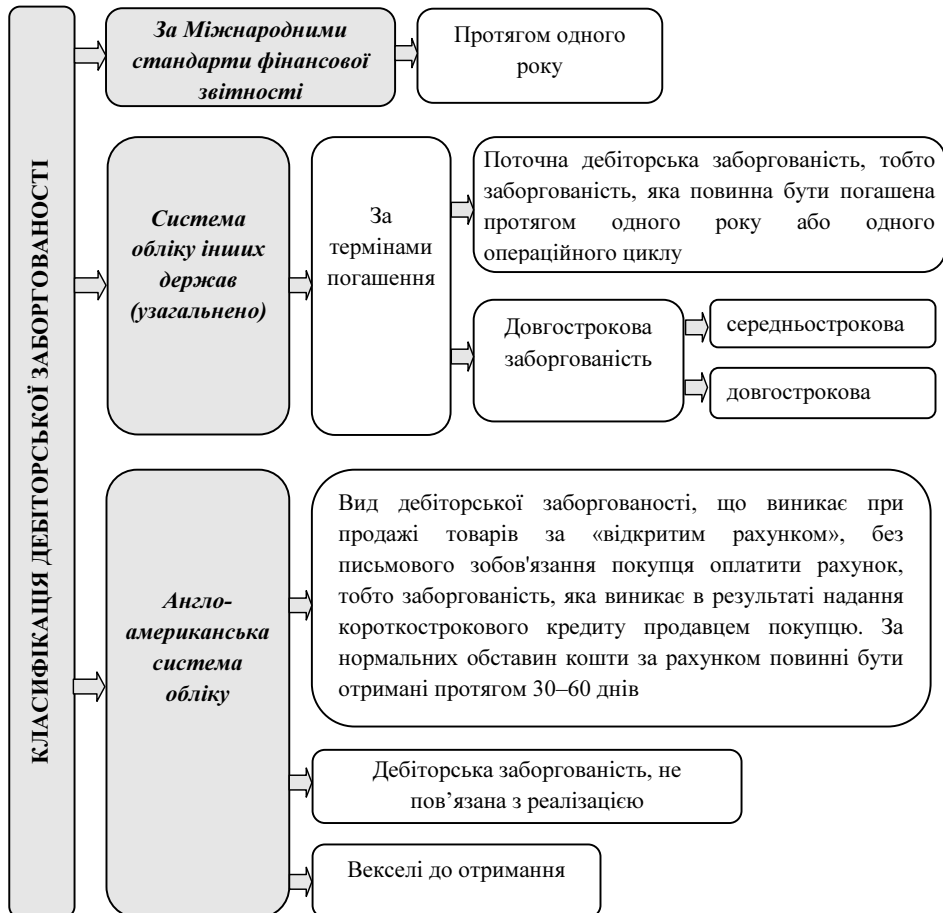 КЛАСИФІКАЦІЯ ДЕБІТОРСЬКОЇ ЗАБОРГОВАНОСТІ
За Міжнародними
стандарти фінансової
звітності
Протягом одного
року
Система
обліку інших
держав
(узагальнено)
За
термінами
погашення
Поточна дебіторська заборгованість, тобто
заборгованість, яка повинна бути погашена
протягом одного року або одного
операційного циклу
Довгострокова
заборгованість
середньострокова
довгострокова
Англо-
американська
система
обліку
Вид дебіторської заборгованості, що виникає при
продажі товарів за «відкритим рахунком», без
письмового зобов'язання покупця оплатити рахунок,
тобто заборгованість, яка виникає в результаті надання
короткострокового кредиту продавцем покупцю. За
нормальних обставин кошти за рахунком повинні бути
отримані протягом 30–60 днів
Дебіторська заборгованість, не
пов’язана з реалізацією
Векселі до отримання